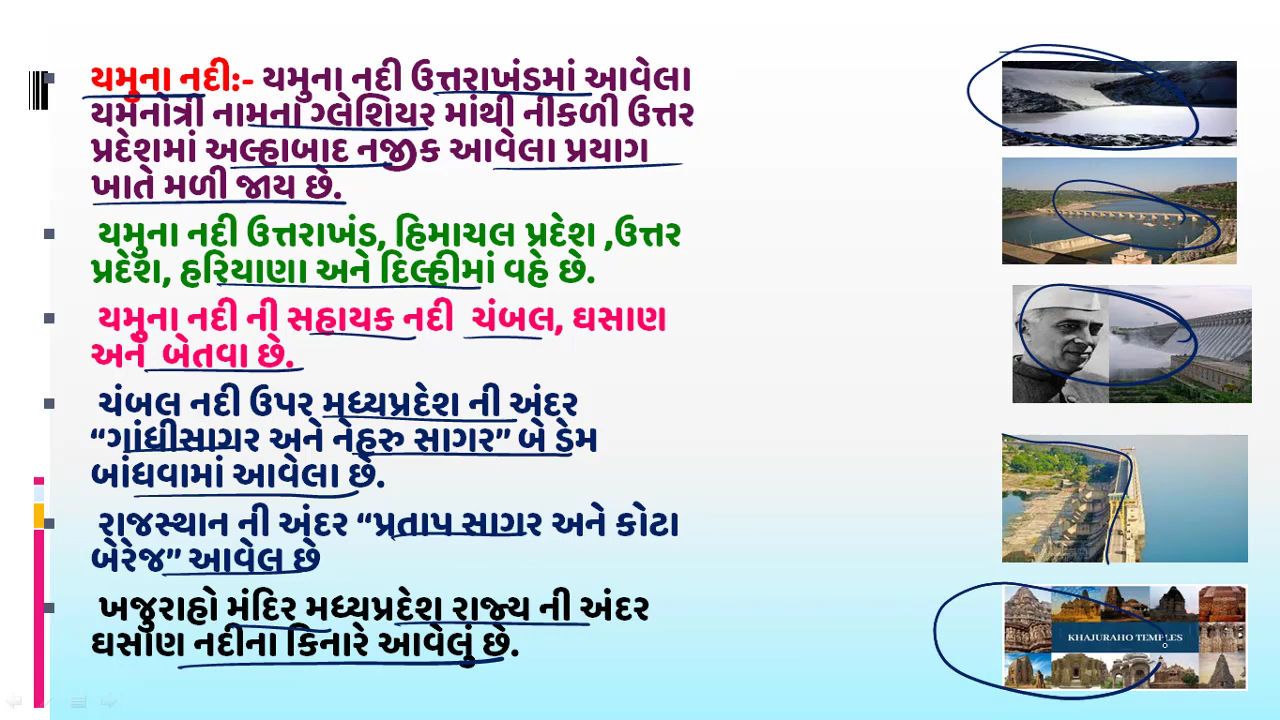 યમુના નદી:- યમુના નદી ઉત્તરાખંડમાં આવેલા
યમનોત્રી નામના ગ્લેશિયર માંથી નીકળી ઉત્તર
પ્રદેશમાં અલ્હાબાદ નજીક આવેલા પ્રયાગ
ખાતે મળી જાય છે.
યમુના નદી ઉત્તરાખંડ, હિમાચલ પ્રદેશ ,ઉત્તર
પ્રદેશ, હરિયાણા અને દિલ્હીમાં વહે છે.
યમુના નદી ની સહાયક નદી ચંબલ, ઘસાણ
અને બેતવા છે.
ચંબલ નદી ઉપર મધ્યપ્રદેશ ની અંદર
“ગાંધીસાગર અને નેહરુ સાગર” બે ડેમ
બાંધવામાં આવેલા છે.
રાજસ્થાન ની અંદર “પ્રતાપ સાગર અને કોટા
બેરેજ” આવેલ છે
ખજુરાહો મંદિર મધ્યપ્રદેશ રાજ્ય ની અંદર
ઘસાણ નદીના કિનારે આવેલું છે.
KHAJURAHO TEMPLES